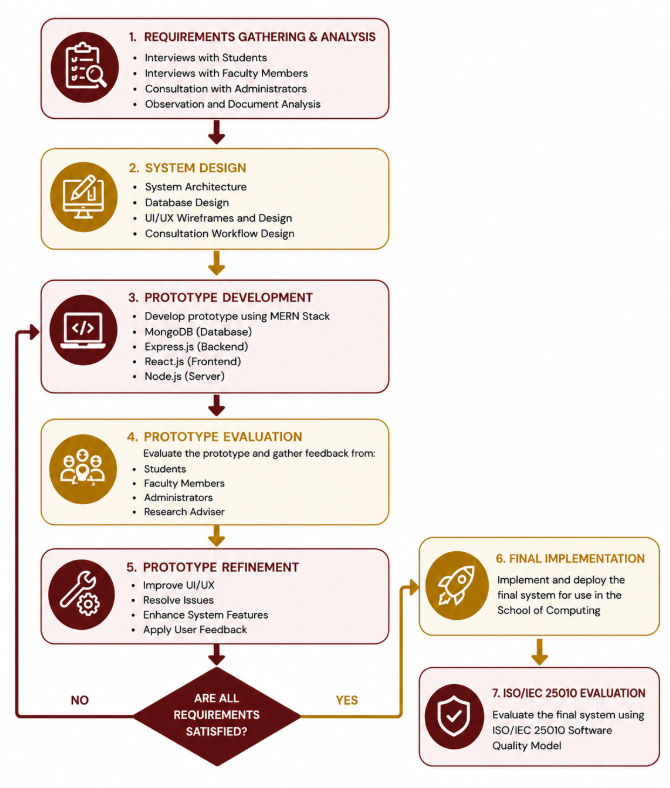 1. REQUIREMENTS GATHERING & ANALYSIS
• Interviews with Students
• Interviews with Faculty Members
• Consultation with Administrators
• Observation and Document Analysis
2. SYSTEM DESIGN
• System Architecture
• Database Design
• UI/UX Wireframes and Design
• Consultation Workflow Design
3. PROTOTYPE DEVELOPMENT
• Develop prototype using MERN Stack
• MongoDB (Database)
• Express.js (Backend)
• React.js (Frontend)
• Node.js (Server)
4. PROTOTYPE EVALUATION
Evaluate the prototype and gather feedback from:
• Students
• Faculty Members
• Administrators
• Research Adviser
5. PROTOTYPE REFINEMENT
• Improve UI/UX
• Resolve Issues
• Enhance System Features
• Apply User Feedback
NO
ARE ALL
REQUIREMENTS
SATISFIED?
YES
6. FINAL IMPLEMENTATION
Implement and deploy the
final system for use in the
School of Computing
7. ISO/IEC 25010 EVALUATION
Evaluate the final system using
ISO/IEC 25010 Software
Quality Model